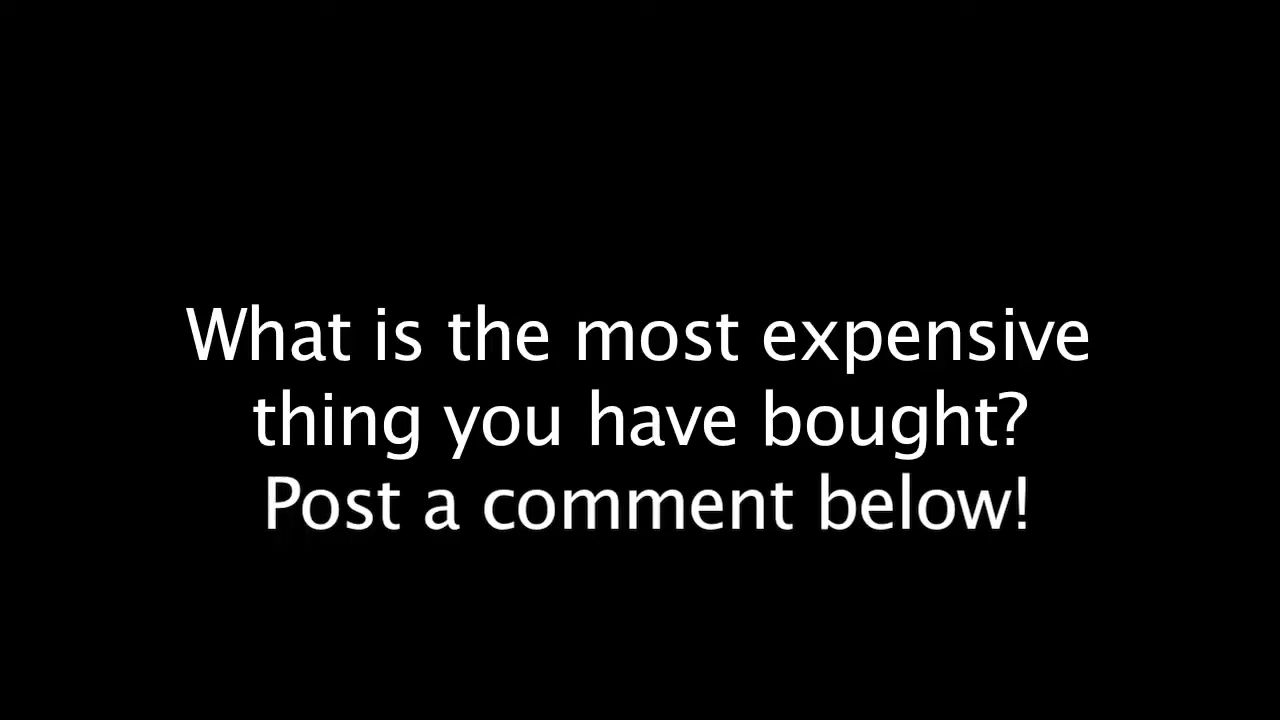 What is the most expensive
thing you have bought?
Post a comment below!